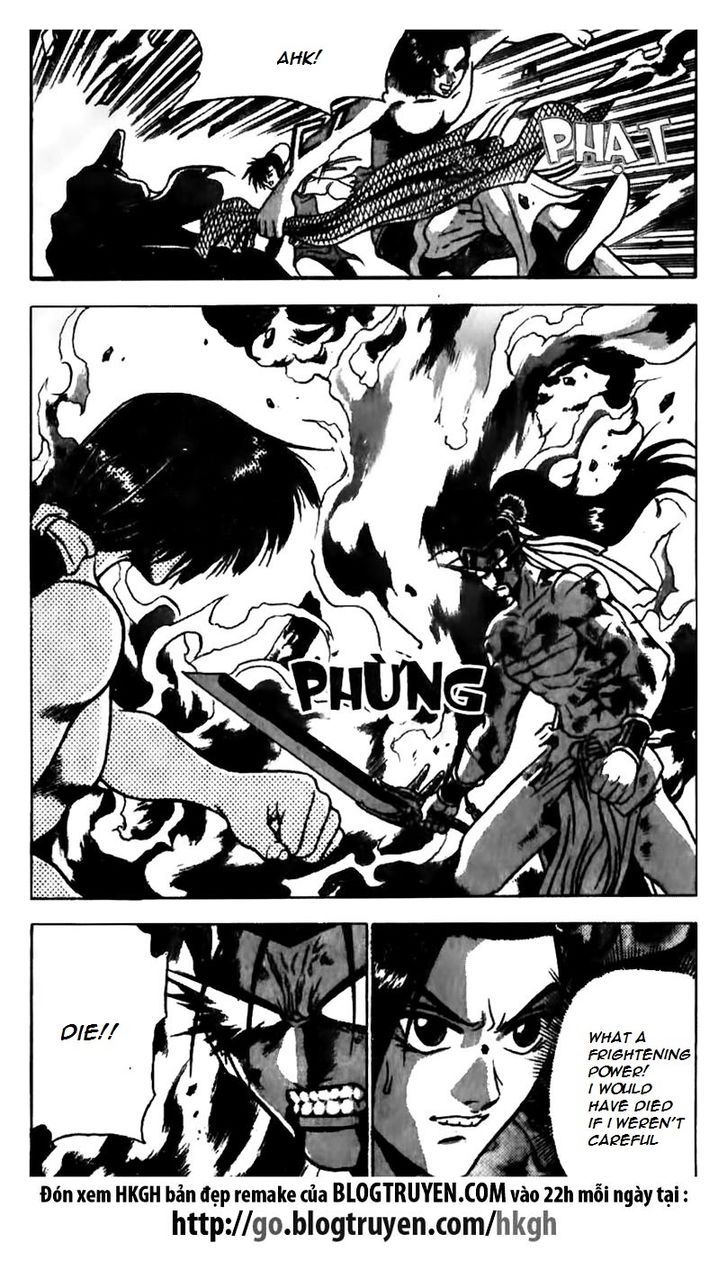 AHK!
PHẠT
PHỪNG
DIE!!
WHAT A
FRIGHTENING
POWER!
I WOULD
HAVE DIED
IF I WEREN'T
CAREFUL
Đón xem HKGH bản đẹp remake của BLOGTRUYEN.COM vào 22h mỗi ngày tại :
http://go.blogtruyen.com/hkgh